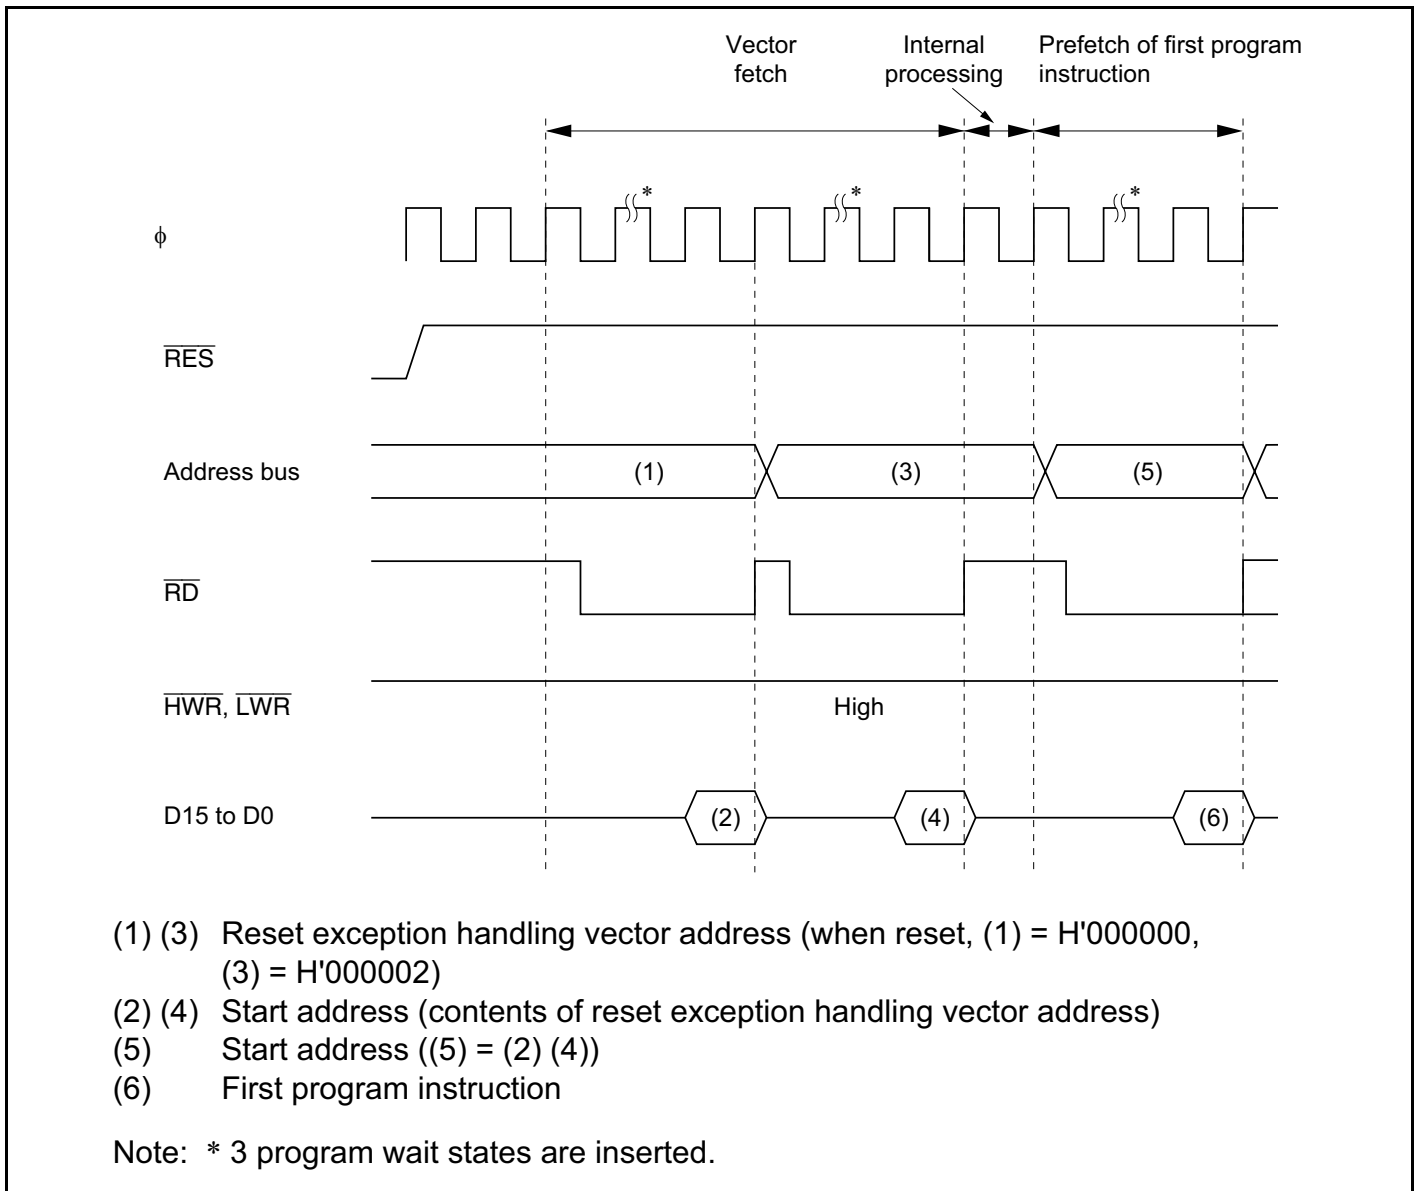 Vector
fetch
Internal
processing
Prefetch of first program
instruction
* * *
ϕ
RES
Address bus
(1) (3) (5)
RD
HWR, LWR
High
D15 to D0
(2) (4) (6)
(1) (3) Reset exception handling vector address (when reset, (1) = H'000000,
(3) = H'000002)
(2) (4) Start address (contents of reset exception handling vector address)
(5) Start address ((5) = (2) (4))
(6) First program instruction
Note: * 3 program wait states are inserted.